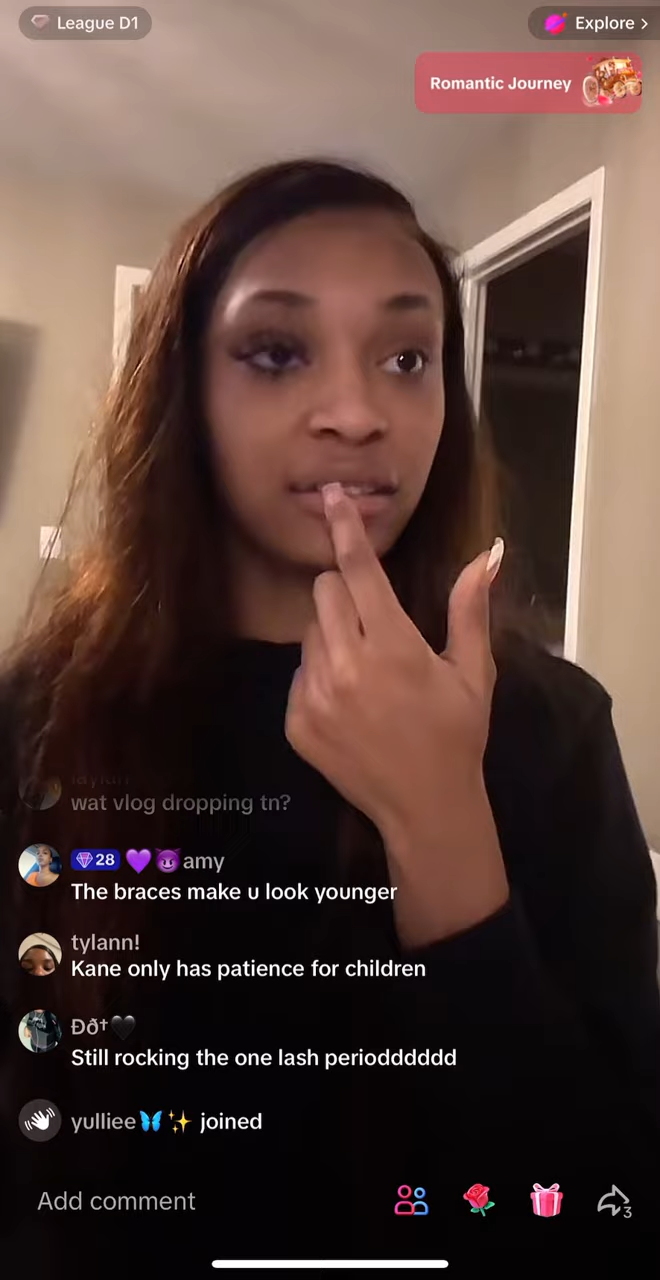 League D1
Explore >
Romantic Journey
wat vlog dropping tn?
28 💜😈amy
The braces make u look younger
tylann!
Kane only has patience for children
Đð†🖤
Still rocking the one lash periodddddd
yulliee🦋✨ joined
Add comment
3